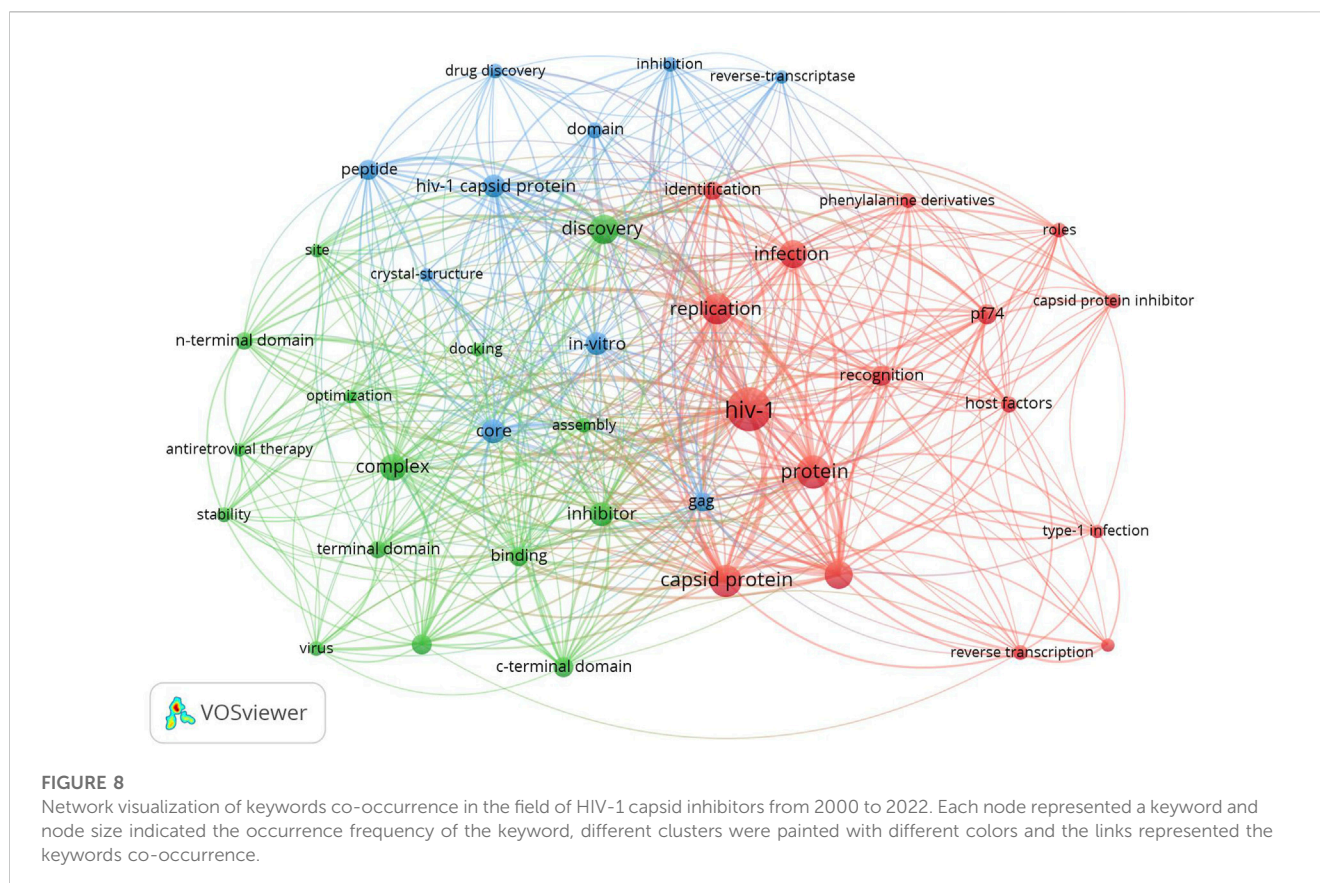 drug discovery
inhibition
reverse-transcriptase
domain
peptide
hiv-1 capsid protein
identification
phenylalanine derivatives
discovery
roles
site
infection
crystal-structure
capsid protein inhibitor
replication
pf74
n-terminal domain
docking
in-vitro
recognition
optimization
host factors
hiv-1
core
assembly
antiretroviral therapy
complex
protein
gag
stability
inhibitor
type-1 infection
terminal domain
binding
capsid protein
virus
reverse transcription
c-terminal domain
VOSviewer
FIGURE 8
Network visualization of keywords co-occurrence in the field of HIV-1 capsid inhibitors from 2000 to 2022. Each node represented a keyword and
node size indicated the occurrence frequency of the keyword, different clusters were painted with different colors and the links represented the
keywords co-occurrence.